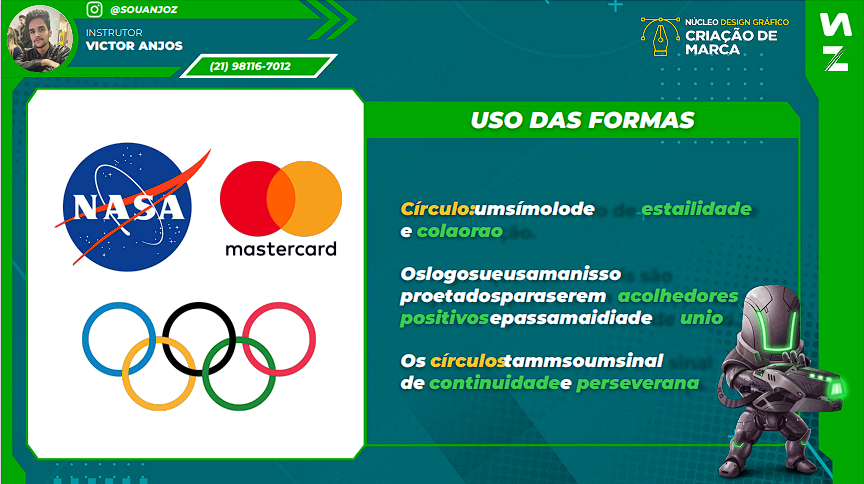 @SOUANJOZ
INSTRUTOR
VICTOR ANJOS
(21) 98116-7012
NÚCLEO DESIGN GRÁFICO
CRIAÇÃO DE
MARCA
NZ
NASA
mastercard
USO DAS FORMAS
Círculo:umsímolode estailidade
e colaorao
Oslogosueusamanisso
proetadosparaserem acolhedores
positivosepassamaidiade unio
Os círculostammsoumsinal
de continuidadee perseverana